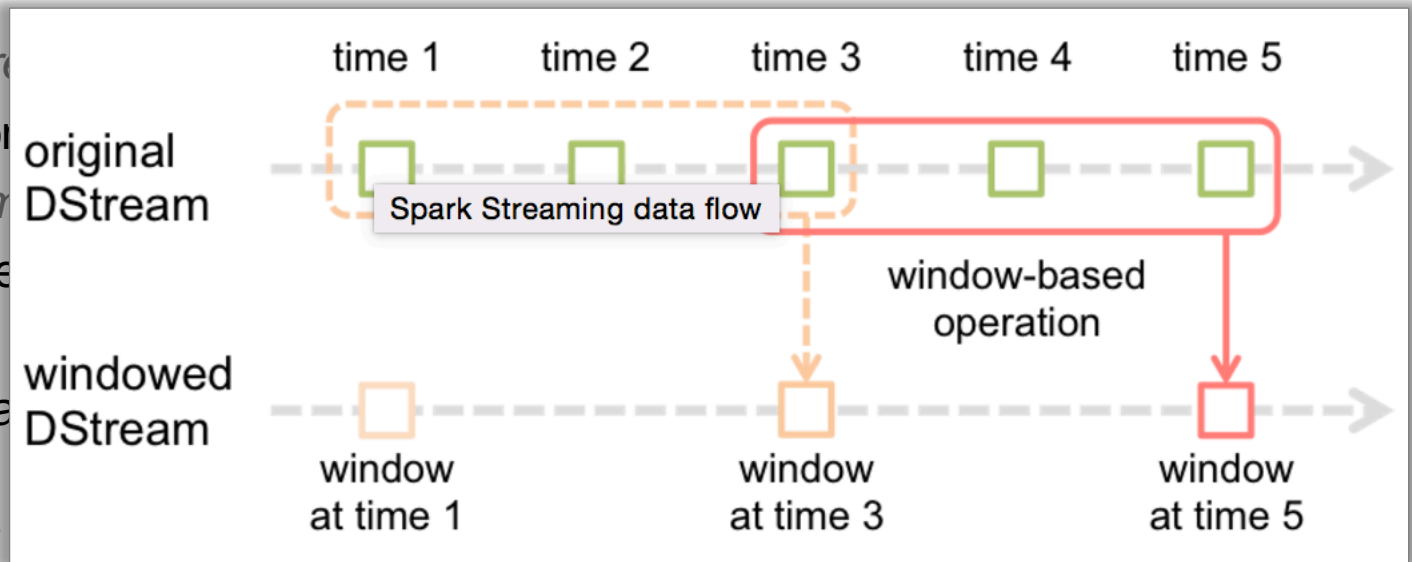 time 1 time 2 time 3 time 4 time 5
original
DStream
Spark Streaming data flow
window-based
operation
windowed
DStream
window window window
at time 1 at time 3 at time 5